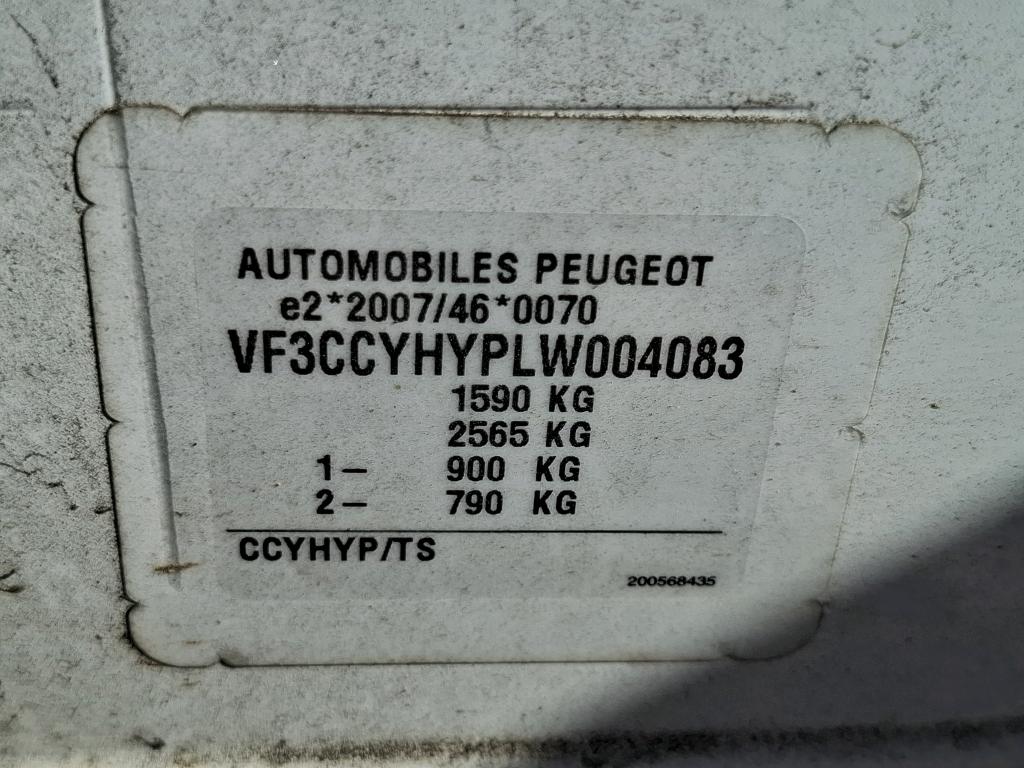 AUTOMOBILES PEUGEOT
e2*2007/46*0070
VF3CCYHYPLW004083
1590 KG
2565 KG
1– 900 KG
2– 790 KG
CCYHYP/TS
200568435